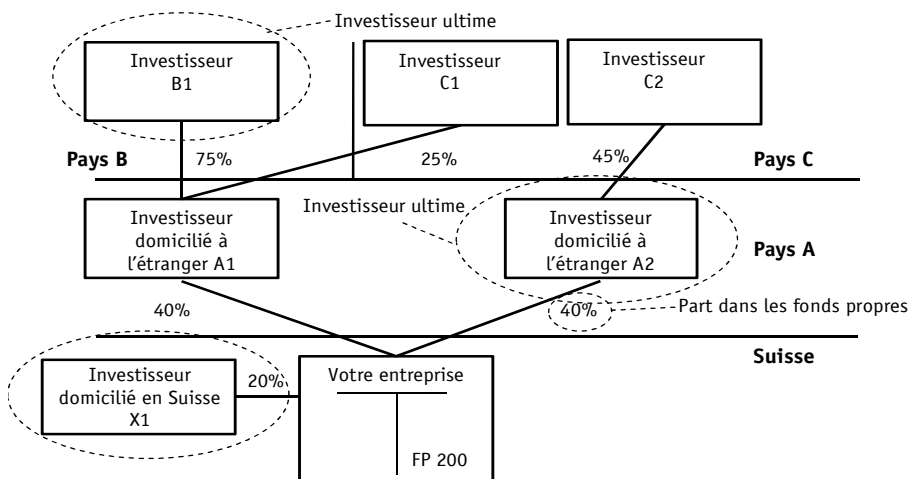 Investisseur ultime
Investisseur
B1
Investisseur
C1
Investisseur
C2
Pays B
75%
25%
45%
Pays C
Investisseur ultime
Investisseur
domicilié à
l'étranger A1
Investisseur
domicilié à
l'étranger A2
Pays A
40%
40%
Part dans les fonds propres
Suisse
Investisseur
domicilié en Suisse
X1
20%
Votre entreprise
FP 200